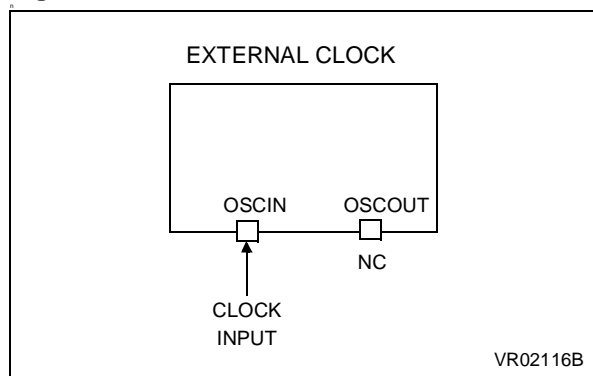 EXTERNAL CLOCK
OSCIN OSCOUT
NC
CLOCK
INPUT
VR02116B